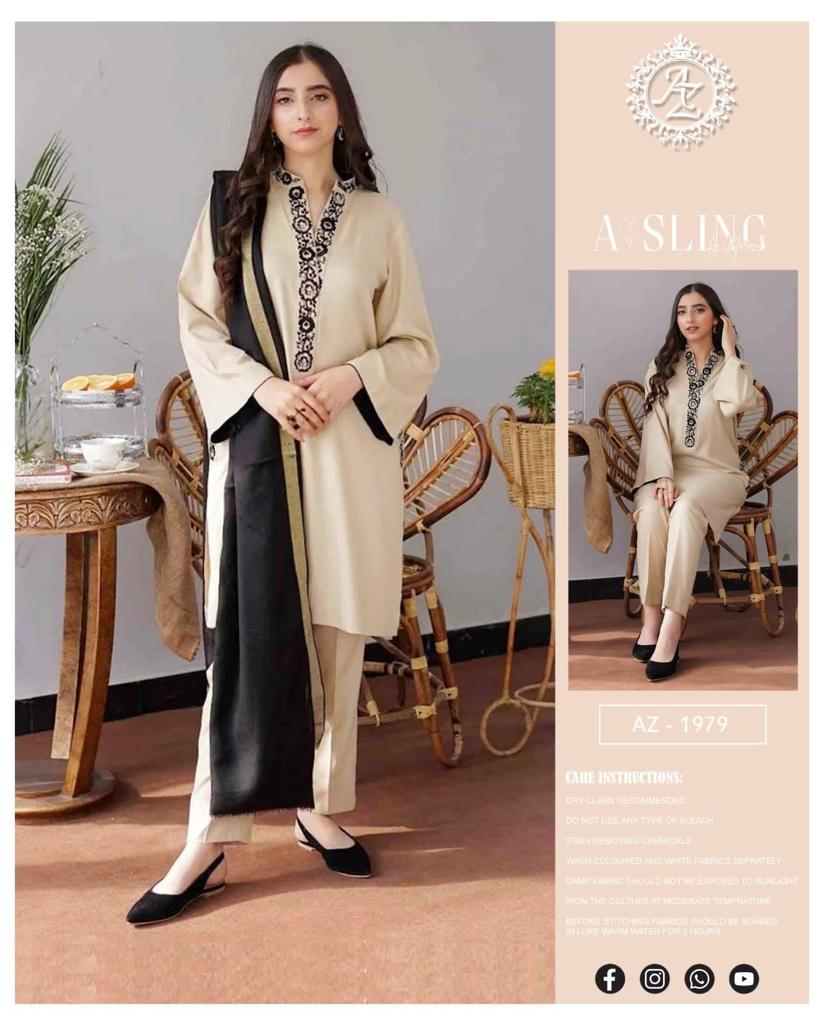 AZ
AISLING
AZ - 1979
CARE INSTRUCTIONS:
DRY CLEAN RECOMMENDED
DO NOT USE ANY TYPE OF BLEACH
STAIN REMOVING CHEMICALS
WASH COLOURED AND WHITE FABRICS SEPRATELY
DAMP FABRIC SHOULD NOT BE EXPOSED TO SUNLIGHT
IRON THE COLTHES AT MODERATE TEMPRATURE
BEFORE STITCHING FABRICS SHOULD BE SOAKED
IN LUKE WARM WATER FOR 2 HOURS